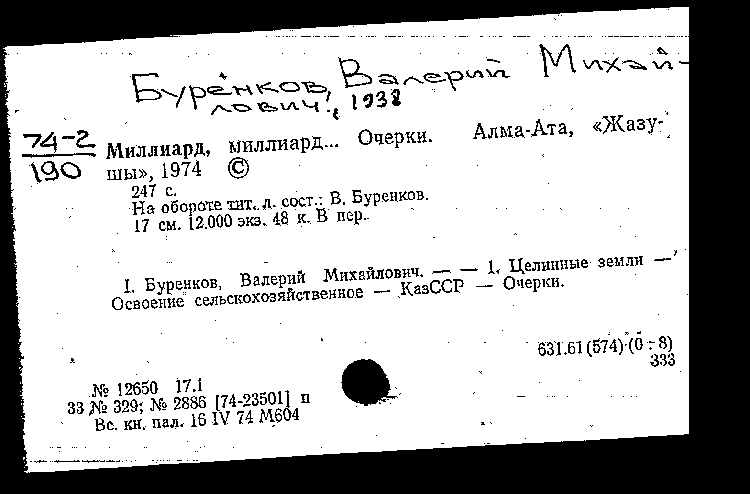 Буренков, Валерий Михай-
лович., 1938
74-2
190
Миллиард, миллиард... Очерки. Алма-Ата, «Жазу-
шы», 1974 ©
247 с.
На обороте тит. л. сост.: В. Буренков.
17 см. 12.000 экз. 48 к. В пер.
I. Буренков, Валерий Михайлович. — — 1. Целинные земли —
Освоение сельскохозяйственное — КазССР — Очерки.
631.61(574)·(0 : 8)
333
№ 12650 17.1
33 № 329; № 2886 [74-23501] п
Вс. кн. пал. 16 IV 74 М604